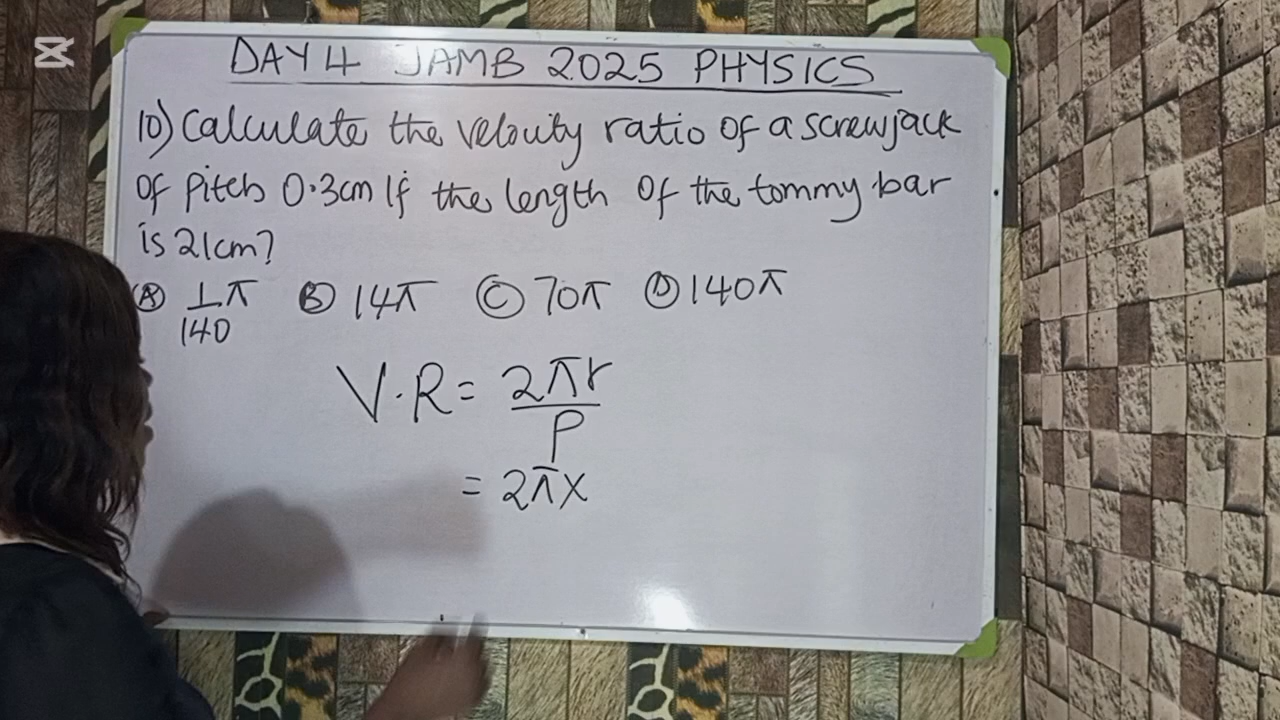 DAY 4 JAMB 2025 PHYSICS
10) Calculate the velocity ratio of a screwjack
of pitch 0.3cm if the length of the tommy bar
is 21cm?
(A) 1/140 π (B) 14π (C) 70π (D) 140π
V.R = 2πr/P
= 2πx